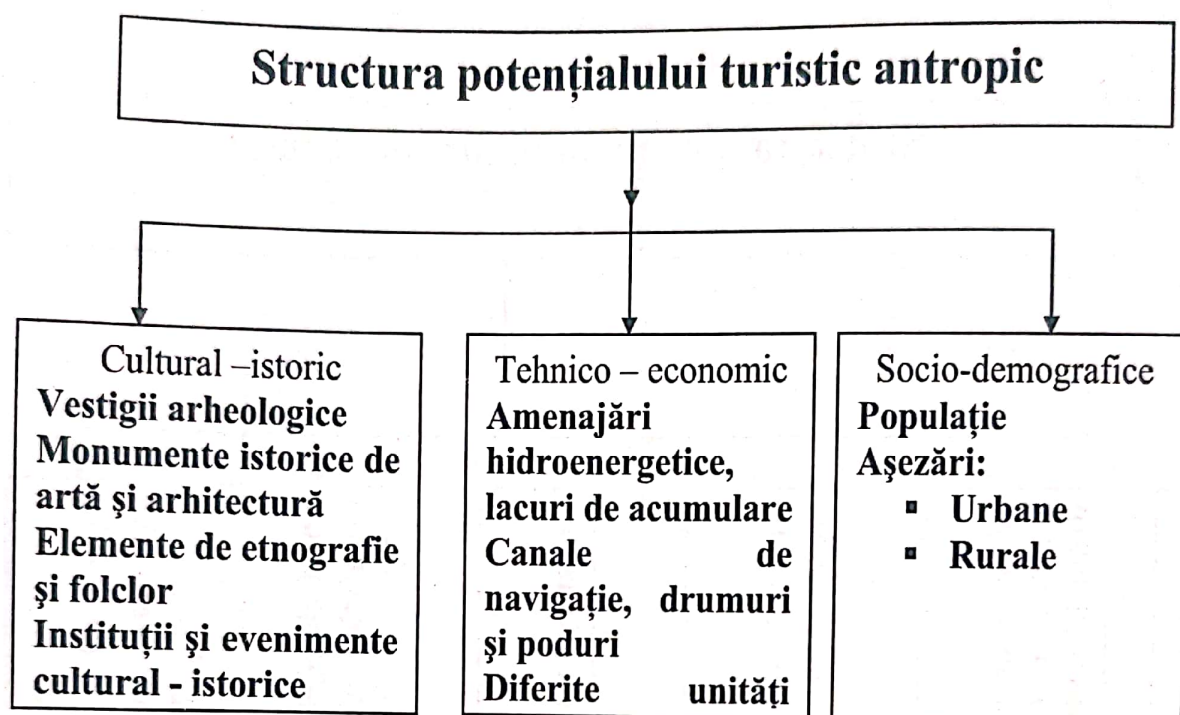 Structura potențialului turistic antropic
Cultural –istoric
Vestigii arheologice
Monumente istorice de
artă şi arhitectură
Elemente de etnografie
şi folclor
Instituții şi evenimente
cultural - istorice
Tehnico – economic
Amenajări
hidroenergetice,
lacuri de acumulare
Canale de
navigație, drumuri
şi poduri
Diferite unități
Socio-demografice
Populație
Aşezări:
▪ Urbane
▪ Rurale